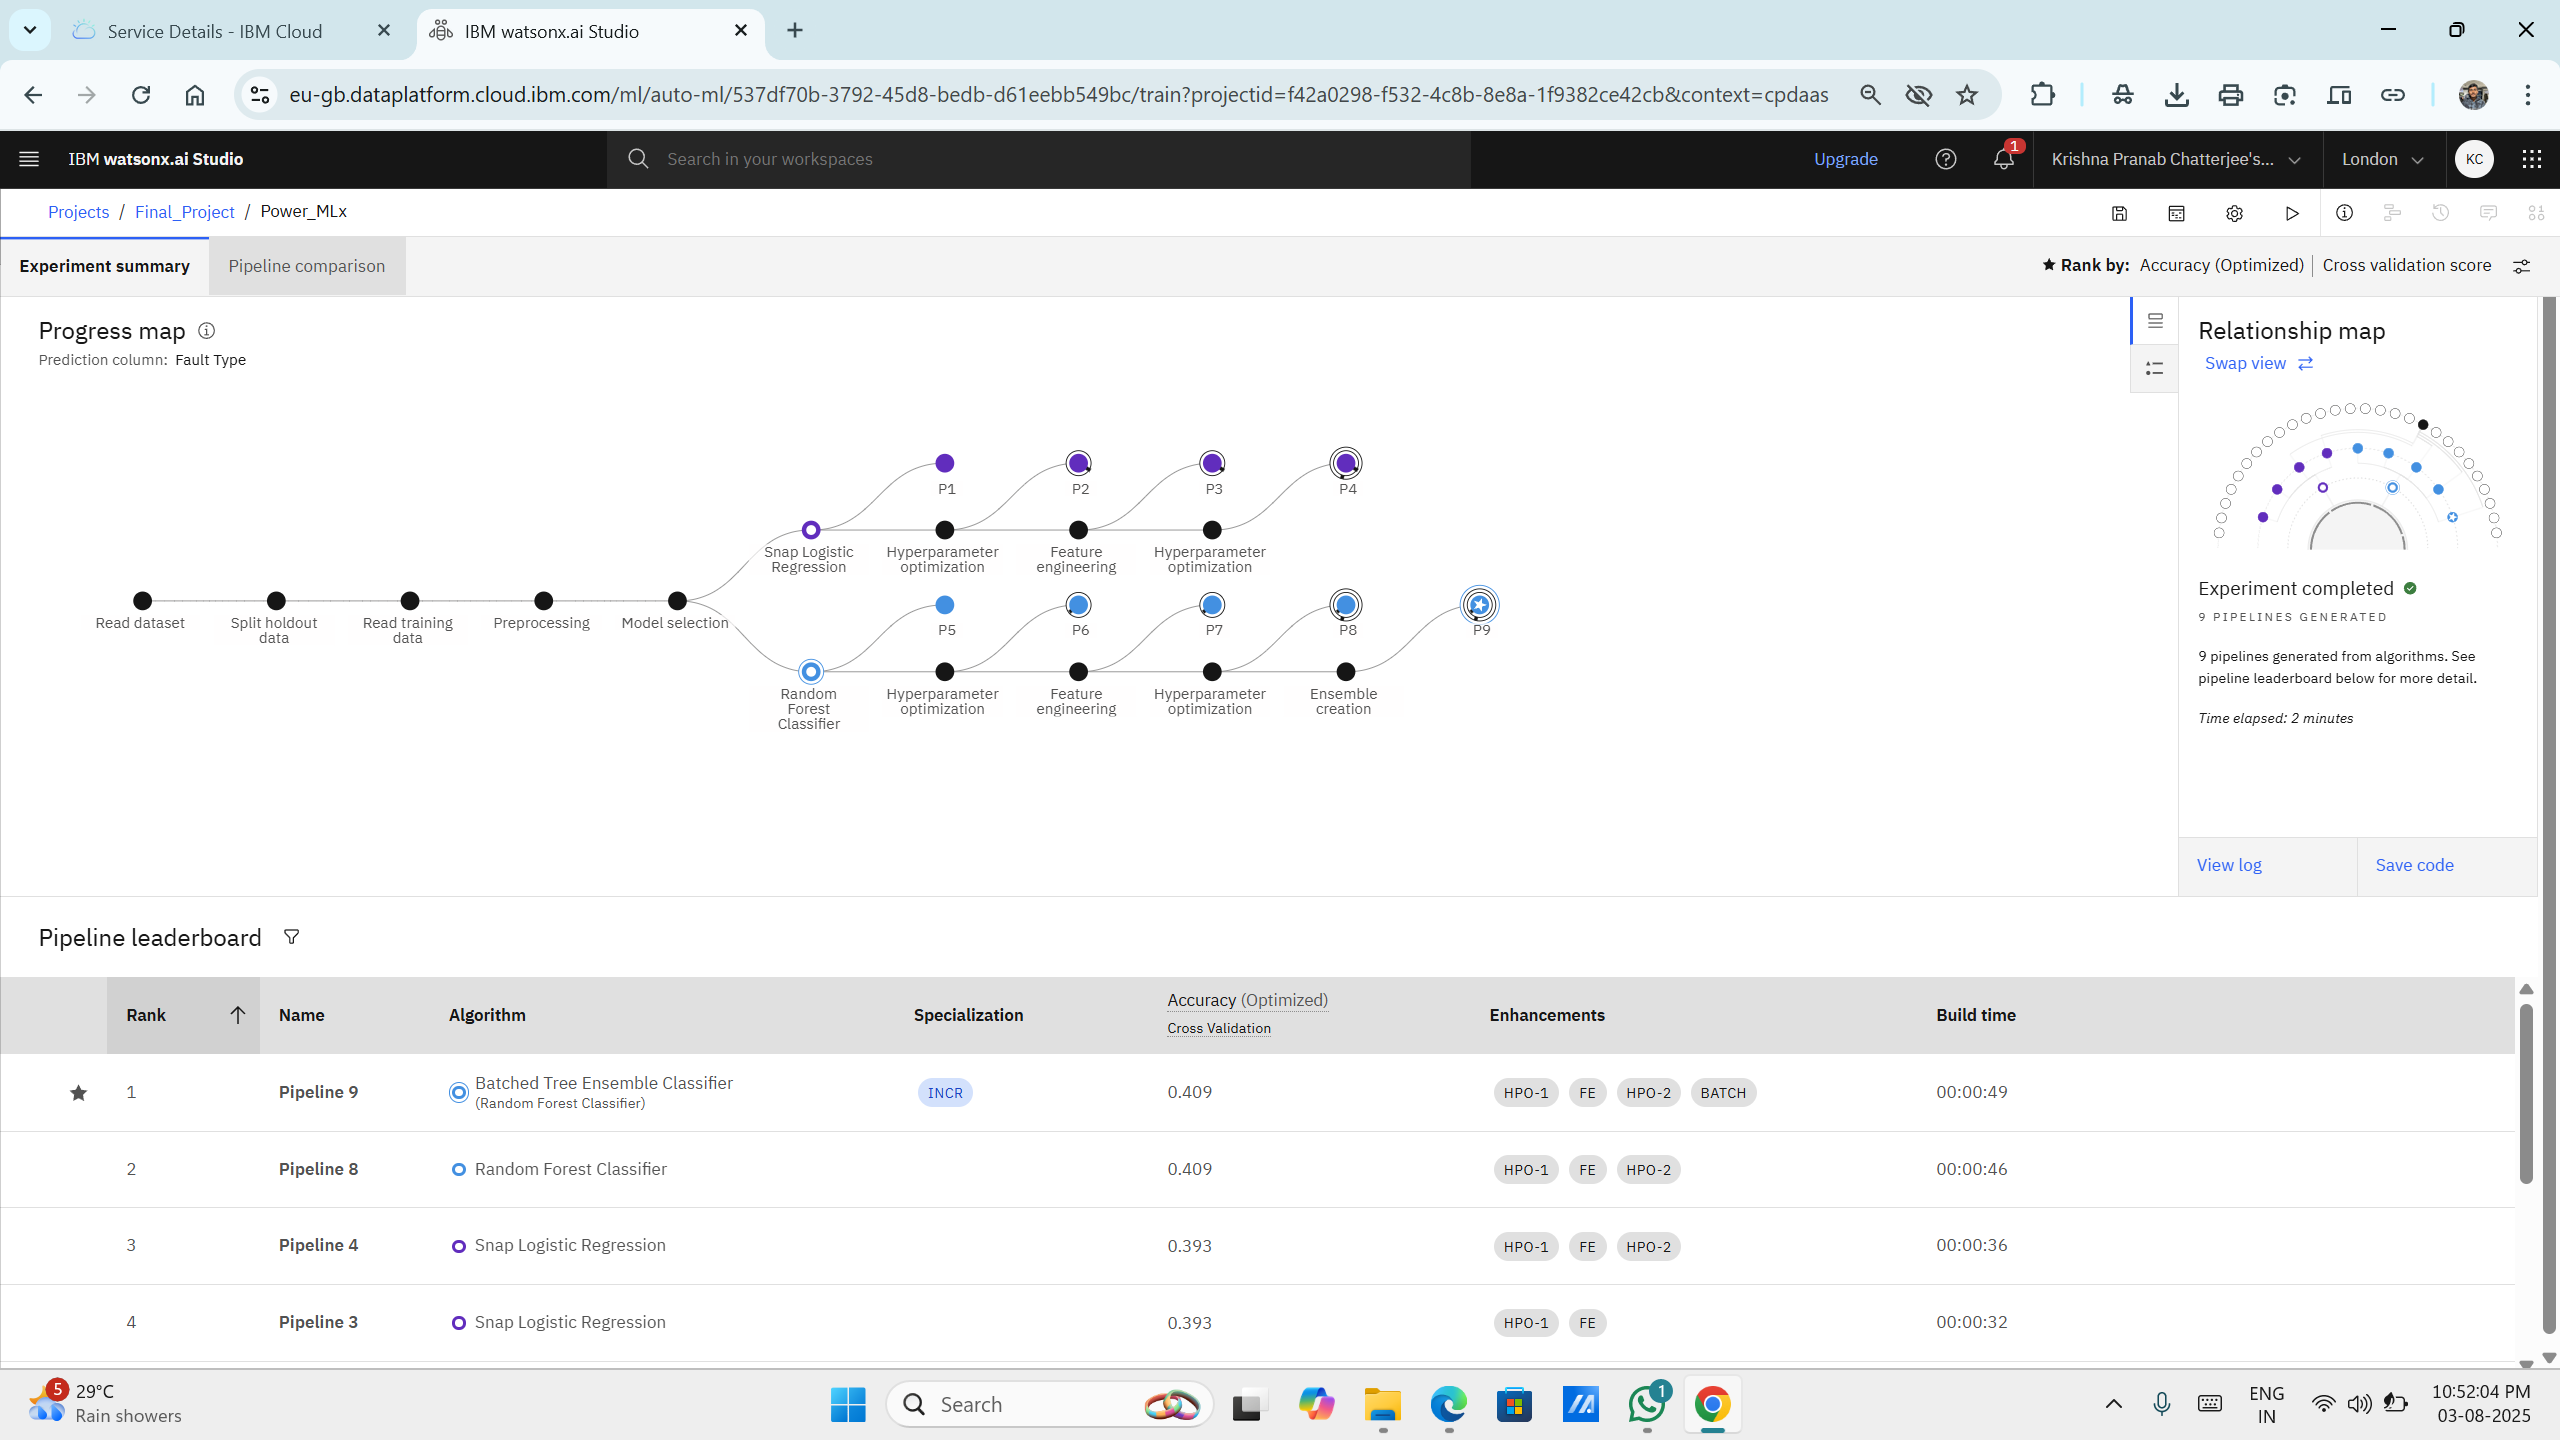 Service Details - IBM Cloud
IBM watsonx.ai Studio
eu-gb.dataplatform.cloud.ibm.com/ml/auto-ml/537df70b-3792-45d8-bedb-d61eebb549bc/train?projectid=f42a0298-f532-4c8b-8e8a-1f9382ce42cb&context=cpdaas
IBM watsonx.ai Studio
Search in your workspaces
Upgrade
1
Krishna Pranab Chatterjee's...
London
KC
Projects / Final_Project / Power_MLx
Experiment summary
Pipeline comparison
Rank by: Accuracy (Optimized) | Cross validation score
Progress map
Prediction column: Fault Type
Relationship map
Swap view
P1
P2
P3
P4
Snap Logistic
Regression
Hyperparameter
optimization
Feature
engineering
Hyperparameter
optimization
Read dataset
Split holdout
data
Read training
data
Preprocessing
Model selection
P5
P6
P7
P8
P9
Random
Forest
Classifier
Hyperparameter
optimization
Feature
engineering
Hyperparameter
optimization
Ensemble
creation
Experiment completed
9 PIPELINES GENERATED
9 pipelines generated from algorithms. See
pipeline leaderboard below for more detail.
Time elapsed: 2 minutes
View log
Save code
Pipeline leaderboard
Rank
Name
Algorithm
Specialization
Accuracy (Optimized)
Cross Validation
Enhancements
Build time
1
Pipeline 9
Batched Tree Ensemble Classifier
(Random Forest Classifier)
INCR
0.409
HPO-1 FE HPO-2 BATCH
00:00:49
2
Pipeline 8
Random Forest Classifier
0.409
HPO-1 FE HPO-2
00:00:46
3
Pipeline 4
Snap Logistic Regression
0.393
HPO-1 FE HPO-2
00:00:36
4
Pipeline 3
Snap Logistic Regression
0.393
HPO-1 FE
00:00:32
5
29°C
Rain showers
Search
1
ENG
IN
10:52:04 PM
03-08-2025